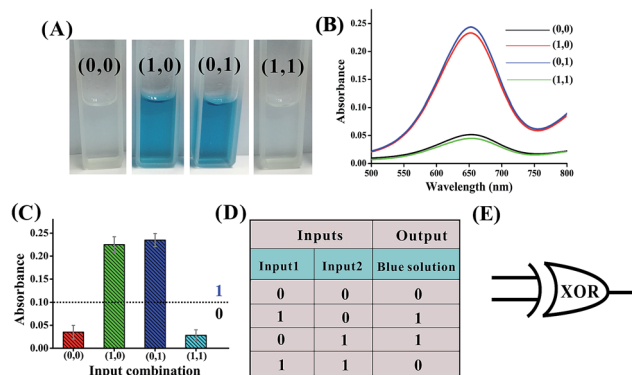 (A)
(0,0) (1,0) (0,1) (1,1)
(B)
Absorbance
0.25
0.20
0.15
0.10
0.05
0.00
500 550 600 650 700 750 800
Wavelength (nm)
(0,0)
(1,0)
(0,1)
(1,1)
(C)
Absorbance
0.25
0.20
0.15
0.10
0.05
0.00
1
0
(0,0) (1,0) (0,1) (1,1)
Input combination
(D)
Inputs Output
Input1 Input2 Blue solution
0 0 0
1 0 1
0 1 1
1 1 0
(E)
XOR